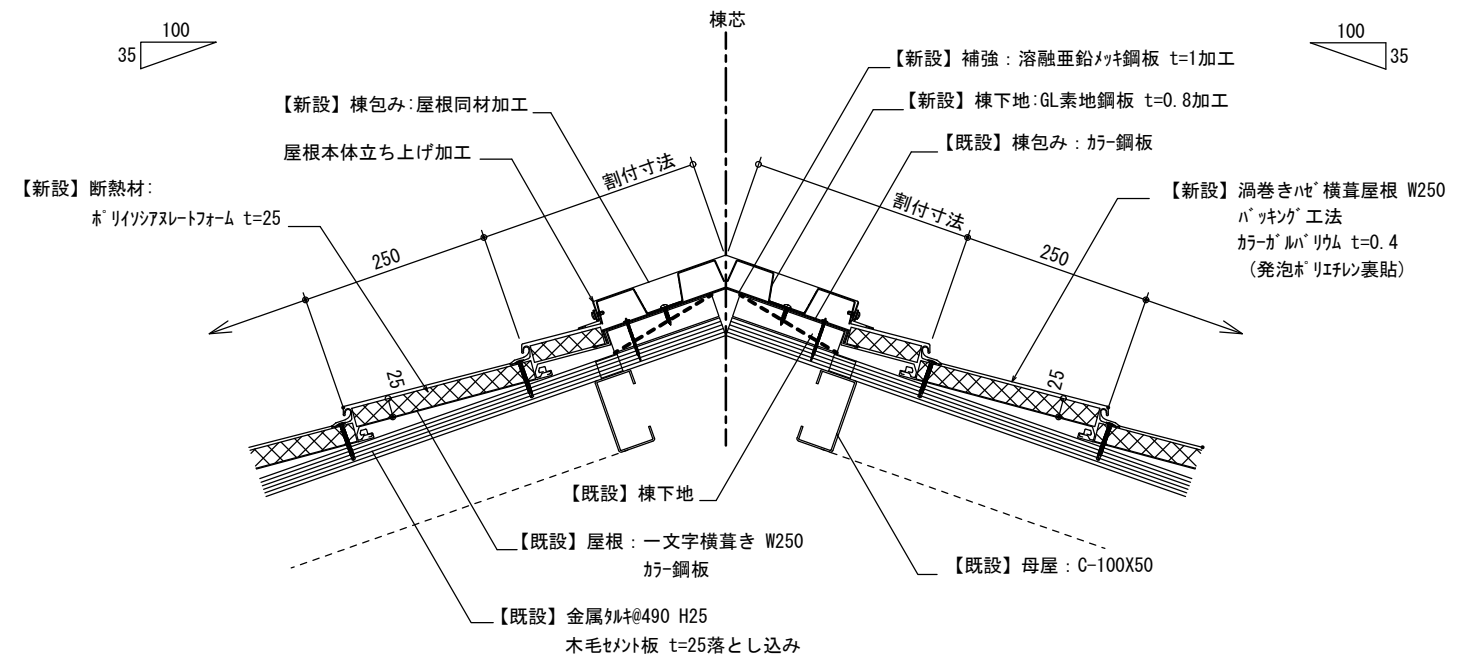 棟芯
100
35
100
35
【新設】補強：溶融亜鉛ﾒｯｷ鋼板 t=1加工
【新設】棟包み:屋根同材加工
【新設】棟下地:GL素地鋼板 t=0.8加工
屋根本体立ち上げ加工
【既設】棟包み：ｶﾗｰ鋼板
割付寸法
割付寸法
【新設】断熱材:
ﾎﾟﾘｲｿｼｱﾇﾚｰﾄﾌｫｰﾑ t=25
【新設】渦巻きﾊｾﾞ横葺屋根 W250
ﾊﾞｯｷﾝｸﾞ工法
ｶﾗｰｶﾞﾙﾊﾞﾘｳﾑ t=0.4
（発泡ﾎﾟﾘｴﾁﾚﾝ裏貼）
250
250
25
25
【既設】棟下地
【既設】屋根：一文字横葺き W250
ｶﾗｰ鋼板
【既設】母屋：C-100X50
【既設】金属ﾀﾙｷ@490 H25
木毛ｾﾒﾝﾄ板 t=25落とし込み